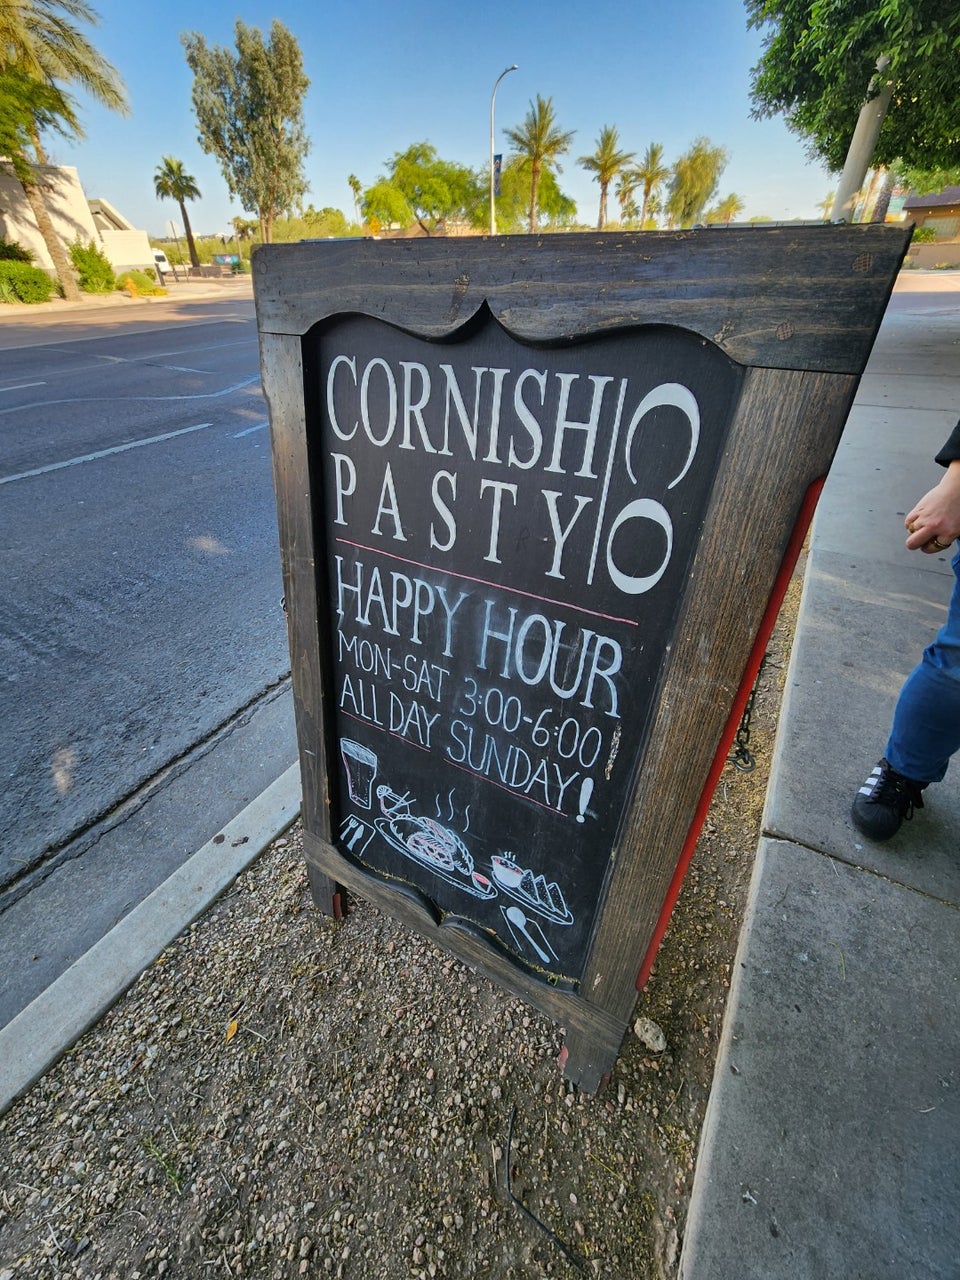 CORNISH
PASTY
CO
HAPPY HOUR
MON-SAT 3:00-6:00
ALL DAY SUNDAY!